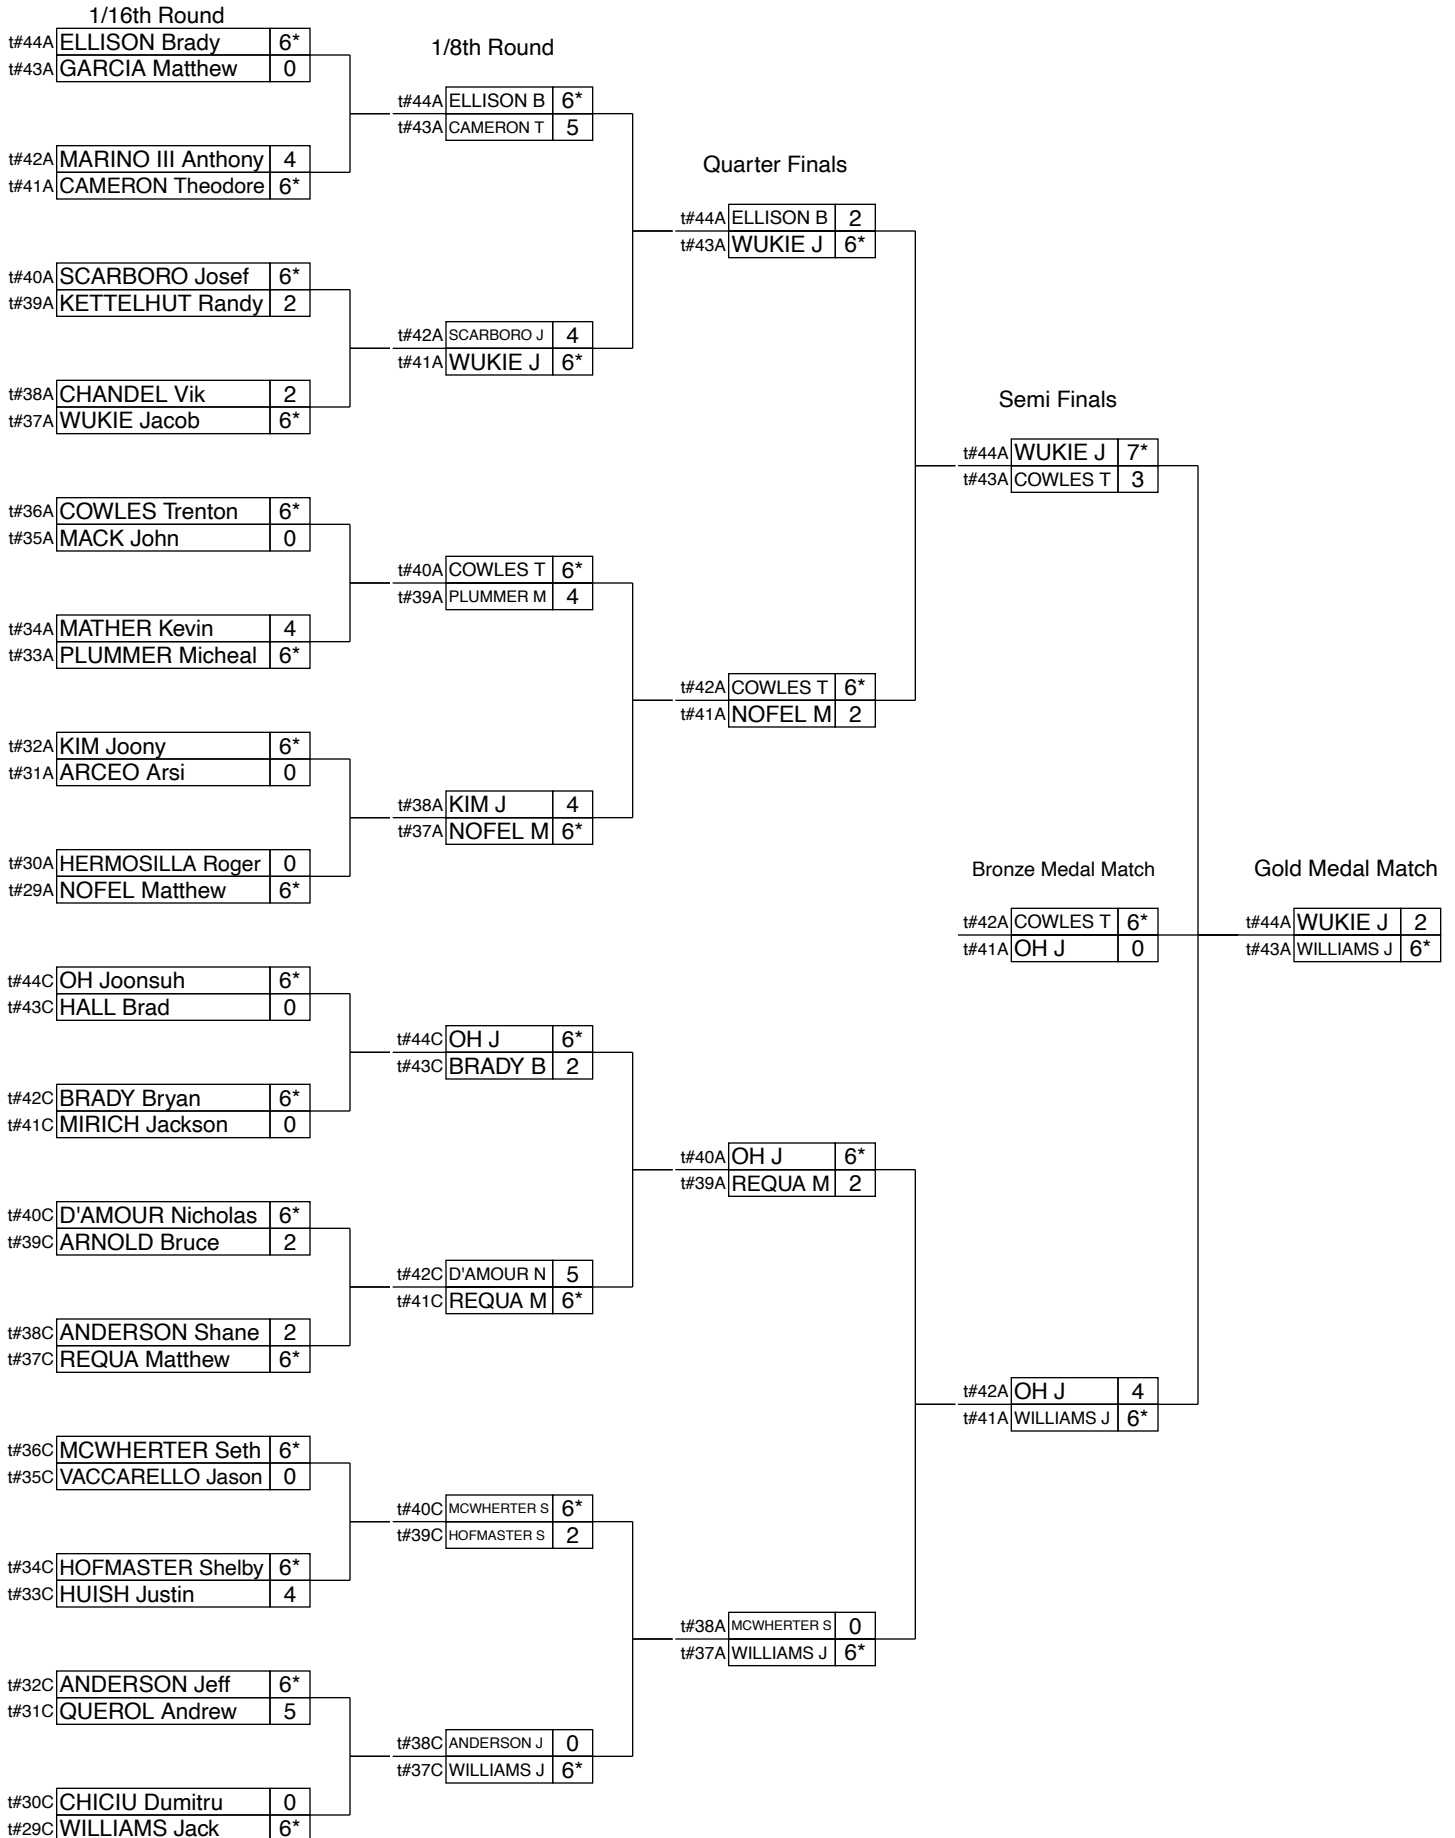 1/16th Round
t#44A ELLISON Brady 6*
t#43A GARCIA Matthew 0
t#42A MARINO III Anthony 4
t#41A CAMERON Theodore 6*
t#40A SCARBORO Josef 6*
t#39A KETTELHUT Randy 2
t#38A CHANDEL Vik 2
t#37A WUKIE Jacob 6*
t#36A COWLES Trenton 6*
t#35A MACK John 0
t#34A MATHER Kevin 4
t#33A PLUMMER Micheal 6*
t#32A KIM Joony 6*
t#31A ARCEO Arsi 0
t#30A HERMOSILLA Roger 0
t#29A NOFEL Matthew 6*
t#44C OH Joonsuh 6*
t#43C HALL Brad 0
t#42C BRADY Bryan 6*
t#41C MIRICH Jackson 0
t#40C D'AMOUR Nicholas 6*
t#39C ARNOLD Bruce 2
t#38C ANDERSON Shane 2
t#37C REQUA Matthew 6*
t#36C MCWHERTER Seth 6*
t#35C VACCARELLO Jason 0
t#34C HOFMASTER Shelby 6*
t#33C HUISH Justin 4
t#32C ANDERSON Jeff 6*
t#31C QUEROL Andrew 5
t#30C CHICIU Dumitru 0
t#29C WILLIAMS Jack 6*
1/8th Round
t#44A ELLISON B 6*
t#43A CAMERON T 5
t#42A SCARBORO J 4
t#41A WUKIE J 6*
t#40A COWLES T 6*
t#39A PLUMMER M 4
t#38A KIM J 4
t#37A NOFEL M 6*
t#44C OH J 6*
t#43C BRADY B 2
t#42C D'AMOUR N 5
t#41C REQUA M 6*
t#40C MCWHERTER S 6*
t#39C HOFMASTER S 2
t#38C ANDERSON J 0
t#37C WILLIAMS J 6*
Quarter Finals
t#44A ELLISON B 2
t#43A WUKIE J 6*
t#42A COWLES T 6*
t#41A NOFEL M 2
t#40A OH J 6*
t#39A REQUA M 2
t#38A MCWHERTER S 0
t#37A WILLIAMS J 6*
Semi Finals
t#44A WUKIE J 7*
t#43A COWLES T 3
t#42A OH J 4
t#41A WILLIAMS J 6*
Bronze Medal Match
t#42A COWLES T 6*
t#41A OH J 0
Gold Medal Match
t#44A WUKIE J 2
t#43A WILLIAMS J 6*